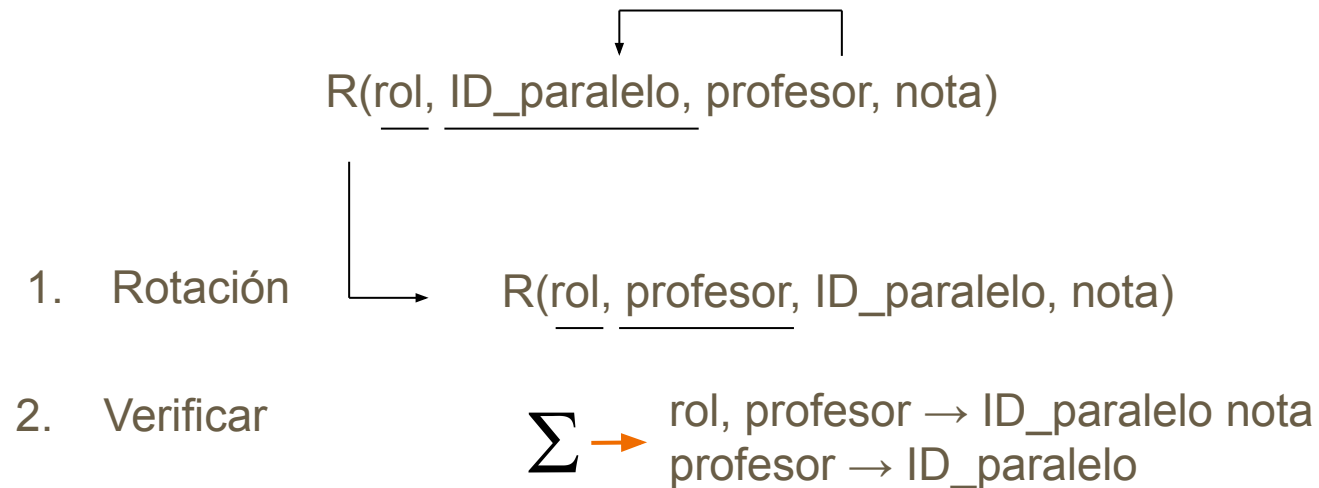 R(rol, ID_paralelo, profesor, nota)
1. Rotación
R(rol, profesor, ID_paralelo, nota)
2. Verificar
∑ → rol, profesor → ID_paralelo nota
profesor → ID_paralelo